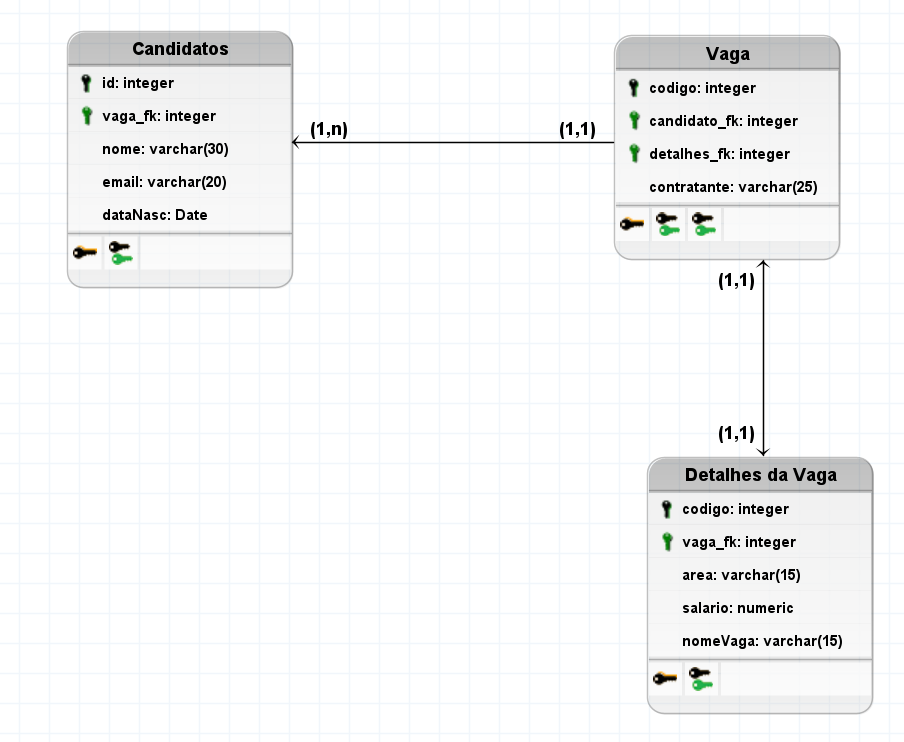 Candidatos
id: integer
vaga_fk: integer
nome: varchar(30)
email: varchar(20)
dataNasc: Date
(1,n)
(1,1)
Vaga
codigo: integer
candidato_fk: integer
detalhes_fk: integer
contratante: varchar(25)
(1,1)
(1,1)
Detalhes da Vaga
codigo: integer
vaga_fk: integer
area: varchar(15)
salario: numeric
nomeVaga: varchar(15)